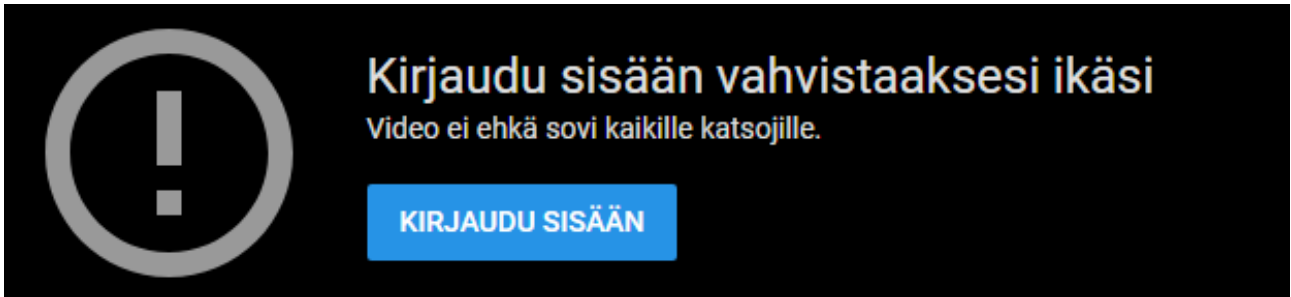 Kirjaudu sisään vahvistaaksesi ikäsi
Video ei ehkä sovi kaikille katsojille.
KIRJAUDU SISÄÄN